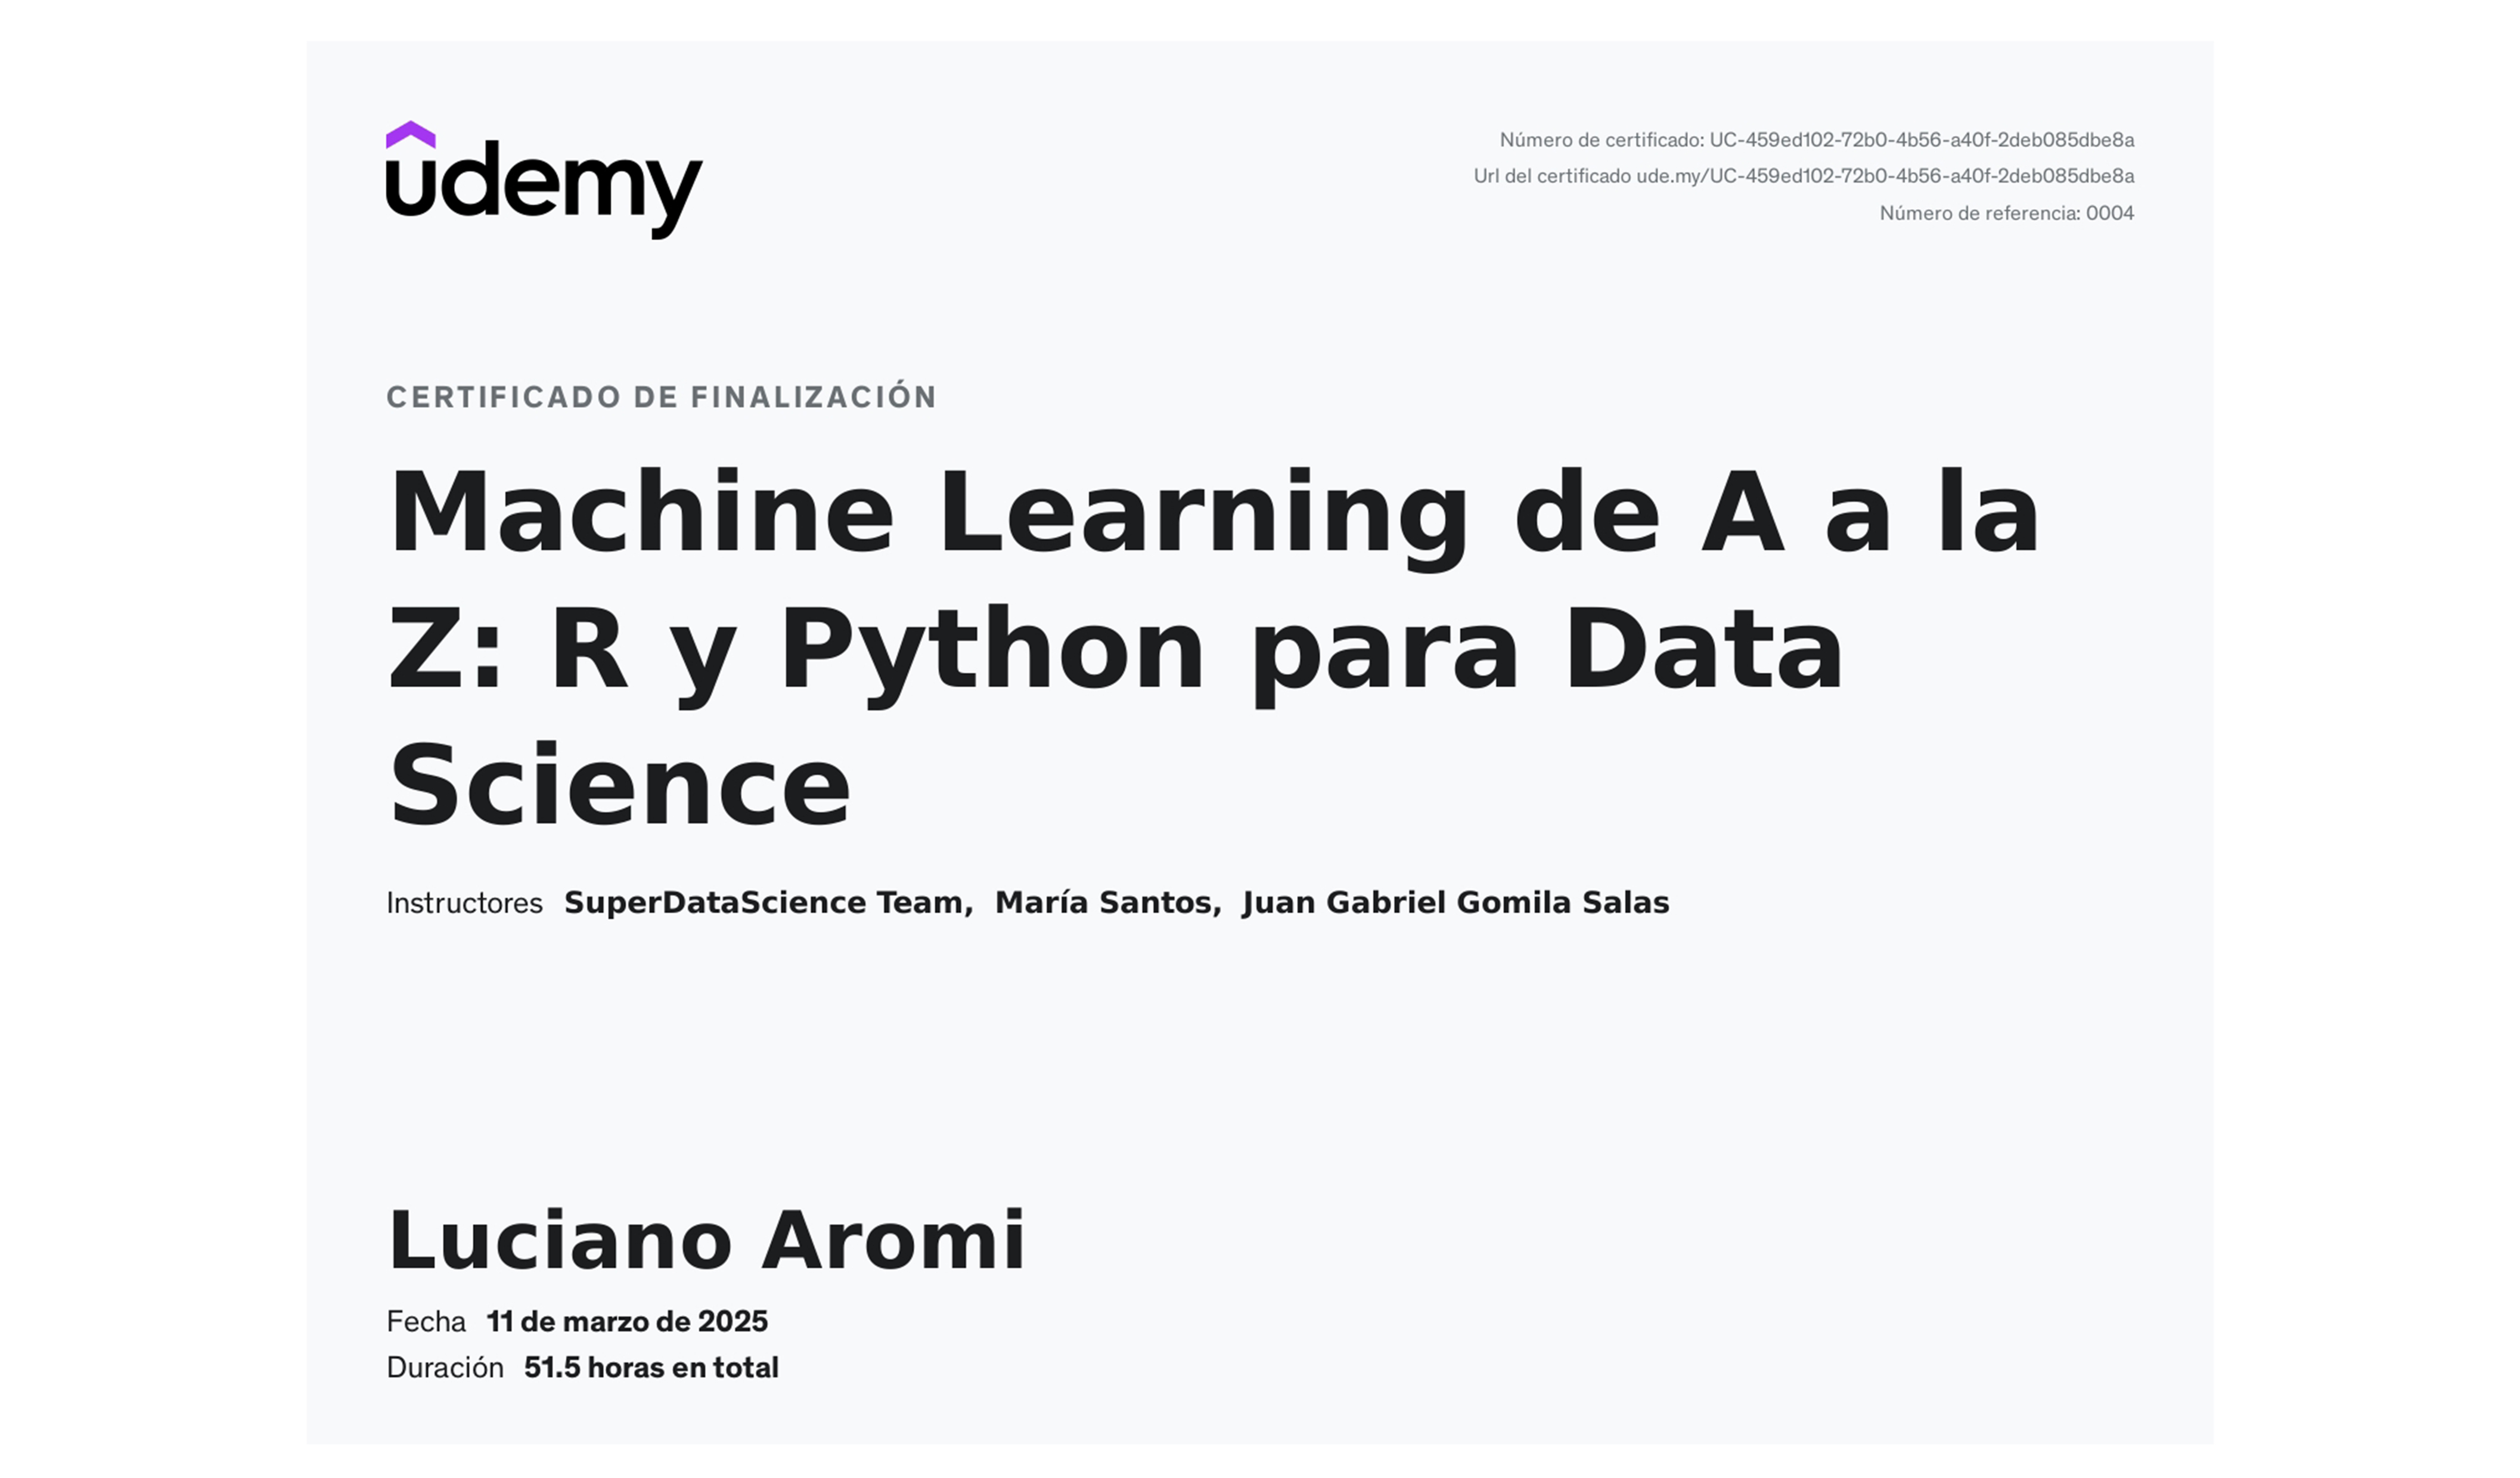 udemy
Número de certificado: UC-459ed102-72b0-4b56-a40f-2deb085dbe8a
Url del certificado ude.my/UC-459ed102-72b0-4b56-a40f-2deb085dbe8a
Número de referencia: 0004
CERTIFICADO DE FINALIZACIÓN
Machine Learning de A a la
Z: R y Python para Data
Science
Instructores SuperDataScience Team, María Santos, Juan Gabriel Gomila Salas
Luciano Aromi
Fecha 11 de marzo de 2025
Duración 51.5 horas en total